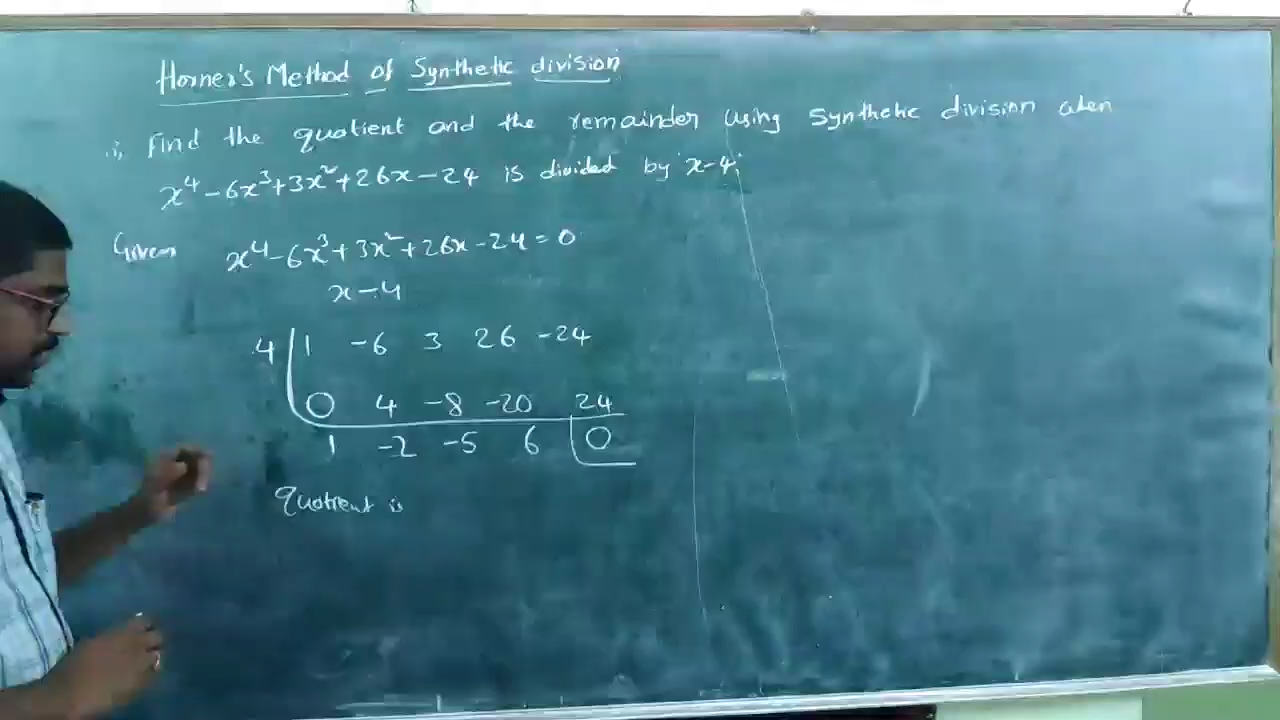 Horner's Method of Synthetic division
1, Find the quotient and the remainder using synthetic division when
x⁴-6x³+3x²+26x-24 is divided by x-4.
Given x⁴-6x³+3x²+26x-24=0
x-4
4 | 1 -6 3 26 -24
0 4 -8 -20 24
1 -2 -5 6 | 0
Quotient is